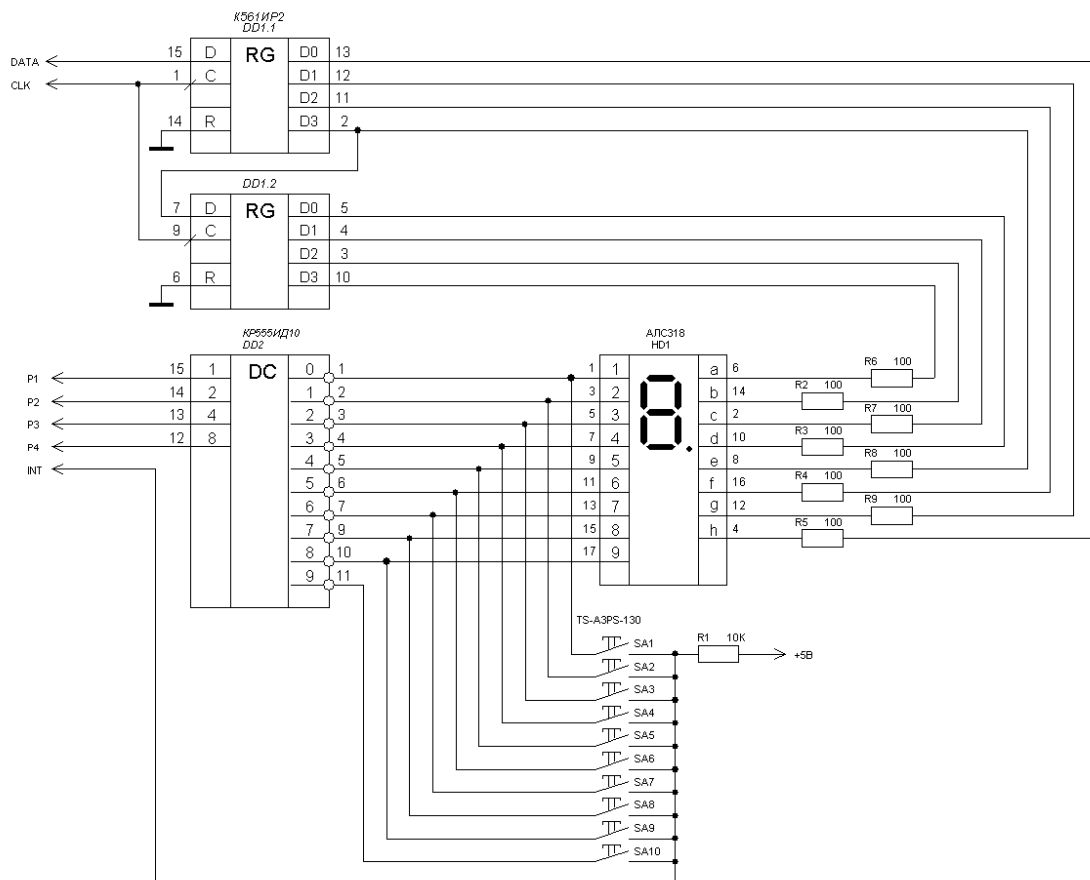 К561ИР2
DD1.1
DATA 15 D RG D0 13
CLK 1 C D1 12
D2 11
14 R D3 2
DD1.2
7 D RG D0 5
9 C D1 4
D2 3
6 R D3 10
КР555ИД10
DD2
АЛС318
HD1
P1 15 1 DC 0 1 1 1 a 6 R6 100
P2 14 2 1 2 3 2 b 14 R2 100
P3 13 4 2 3 5 3 c 2 R7 100
P4 12 8 3 4 7 4 d 10 R3 100
INT 4 5 9 5 e 8 R8 100
5 6 11 6 f 16 R4 100
6 7 13 7 g 12 R9 100
7 9 15 8 h 4 R5 100
8 10 17 9
9 11
TS-A3PS-130
SA1 R1 10K +5В
SA2
SA3
SA4
SA5
SA6
SA7
SA8
SA9
SA10